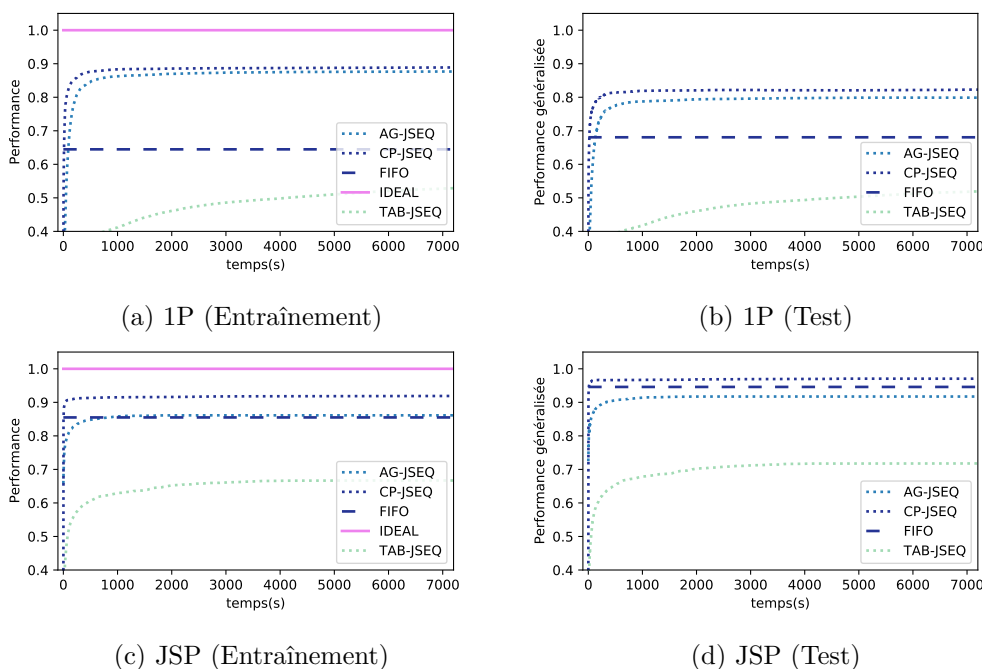 1.0
0.9
0.8
0.7
0.6
0.5
0.4
Performance
AG-JSEQ
CP-JSEQ
FIFO
IDEAL
TAB-JSEQ
0 1000 2000 3000 4000 5000 6000 7000
temps(s)
(a) 1P (Entraînement)
1.0
0.9
0.8
0.7
0.6
0.5
0.4
Performance généralisée
AG-JSEQ
CP-JSEQ
FIFO
TAB-JSEQ
0 1000 2000 3000 4000 5000 6000 7000
temps(s)
(b) 1P (Test)
1.0
0.9
0.8
0.7
0.6
0.5
0.4
Performance
AG-JSEQ
CP-JSEQ
FIFO
IDEAL
TAB-JSEQ
0 1000 2000 3000 4000 5000 6000 7000
temps(s)
(c) JSP (Entraînement)
1.0
0.9
0.8
0.7
0.6
0.5
0.4
Performance généralisée
AG-JSEQ
CP-JSEQ
FIFO
TAB-JSEQ
0 1000 2000 3000 4000 5000 6000 7000
temps(s)
(d) JSP (Test)